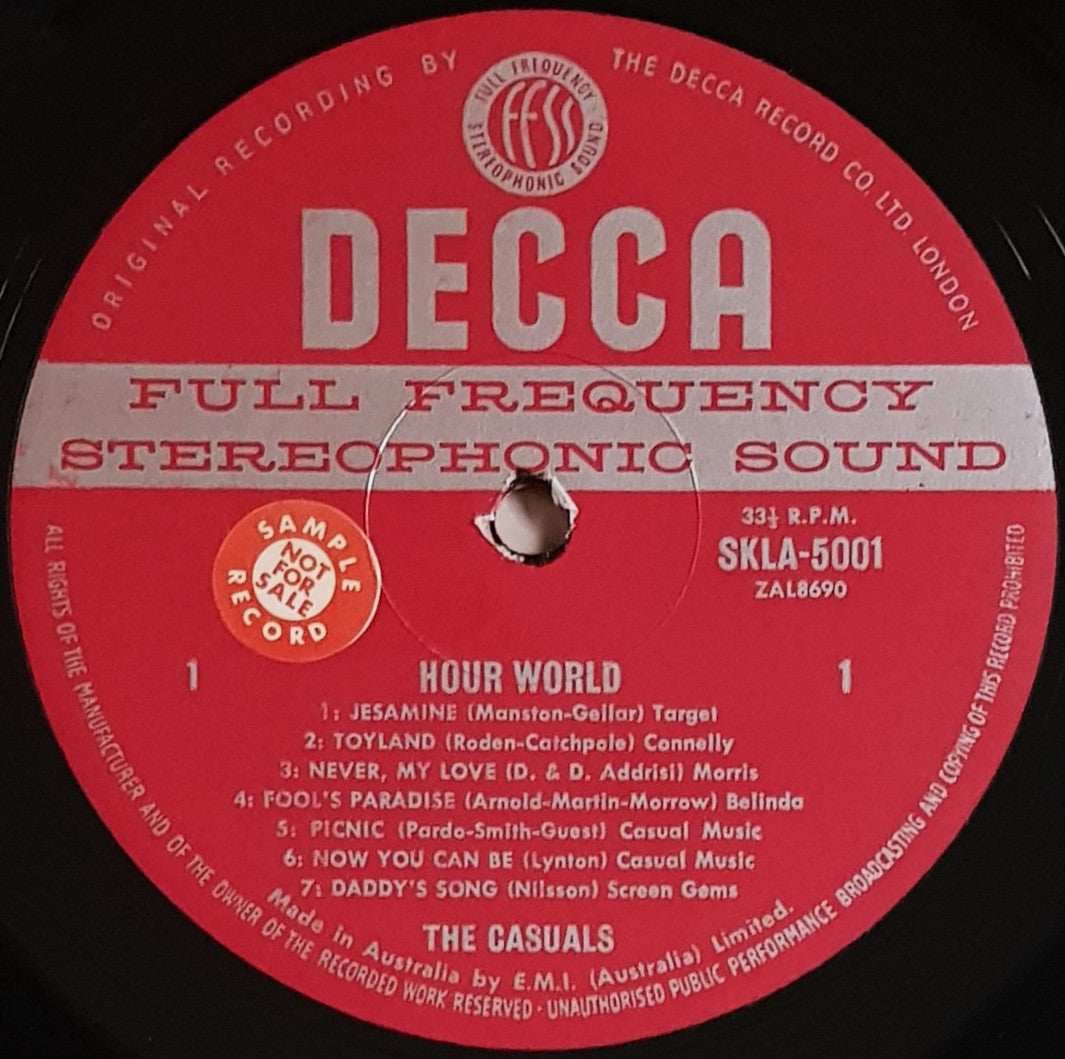 ORIGINAL RECORDING BY THE DECCA RECORD CO. LTD. LONDON
FULL FREQUENCY STEREOPHONIC SOUND
FFSS
DECCA
FULL FREQUENCY
STEREOPHONIC SOUND
SAMPLE RECORD
NOT
FOR
SALE
33⅓ R.P.M.
SKLA-5001
ZAL8690
1 HOUR WORLD 1
1: JESAMINE (Manston-Gellar) Target
2: TOYLAND (Roden-Catchpole) Connelly
3: NEVER, MY LOVE (D. & D. Addrisi) Morris
4: FOOL'S PARADISE (Arnold-Martin-Morrow) Belinda
5: PICNIC (Pardo-Smith-Guest) Casual Music
6: NOW YOU CAN BE (Lynton) Casual Music
7: DADDY'S SONG (Nilsson) Screen Gems
THE CASUALS
Made in Australia by E.M.I. (Australia) Limited.
ALL RIGHTS OF THE MANUFACTURER AND OF THE OWNER OF THE RECORDED WORK RESERVED · UNAUTHORISED PUBLIC PERFORMANCE BROADCASTING AND COPYING OF THIS RECORD PROHIBITED